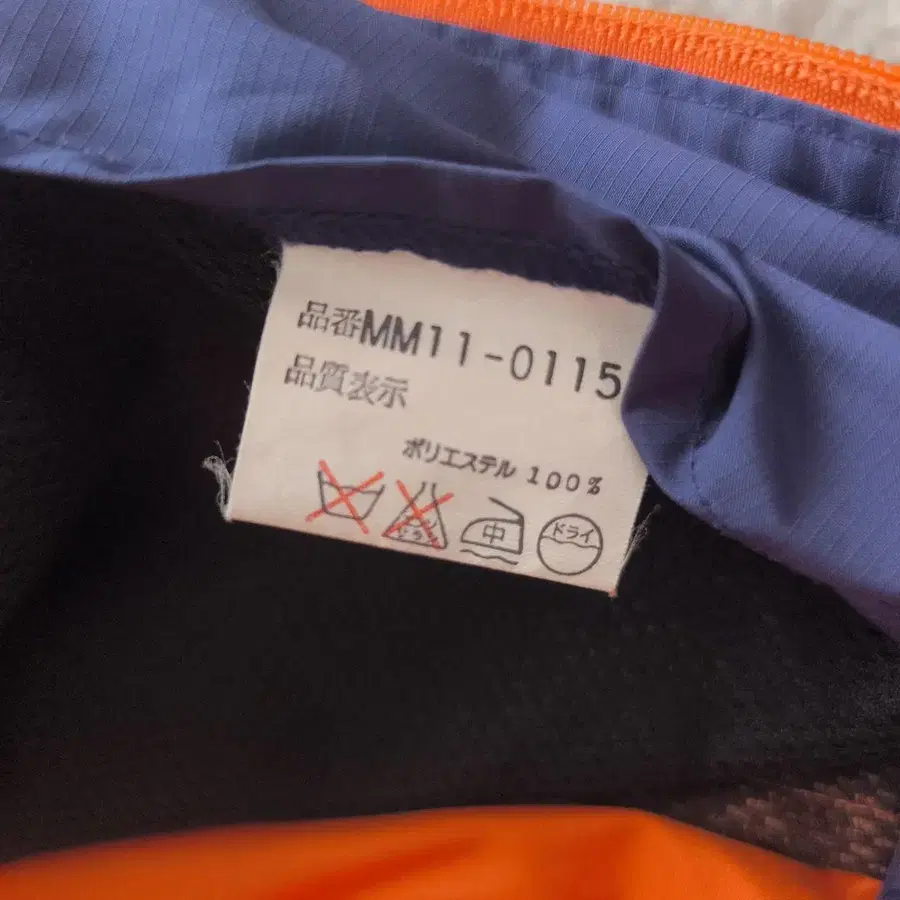 品番MM11-0115
品質表示
ポリエステル 100%
中 ドライ